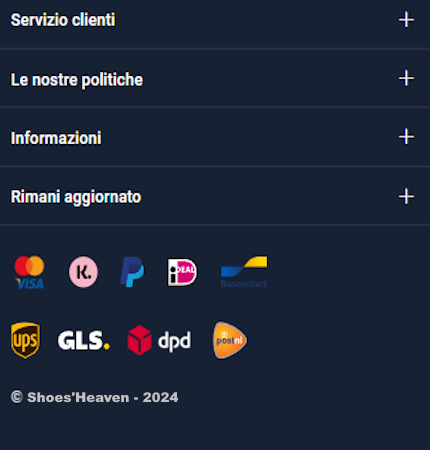 Servizio clienti
Le nostre politiche
Informazioni
Rimani aggiornato
VISA K. iDEAL Bancontact
ups GLS. dpd postnl
© Shoes'Heaven - 2024